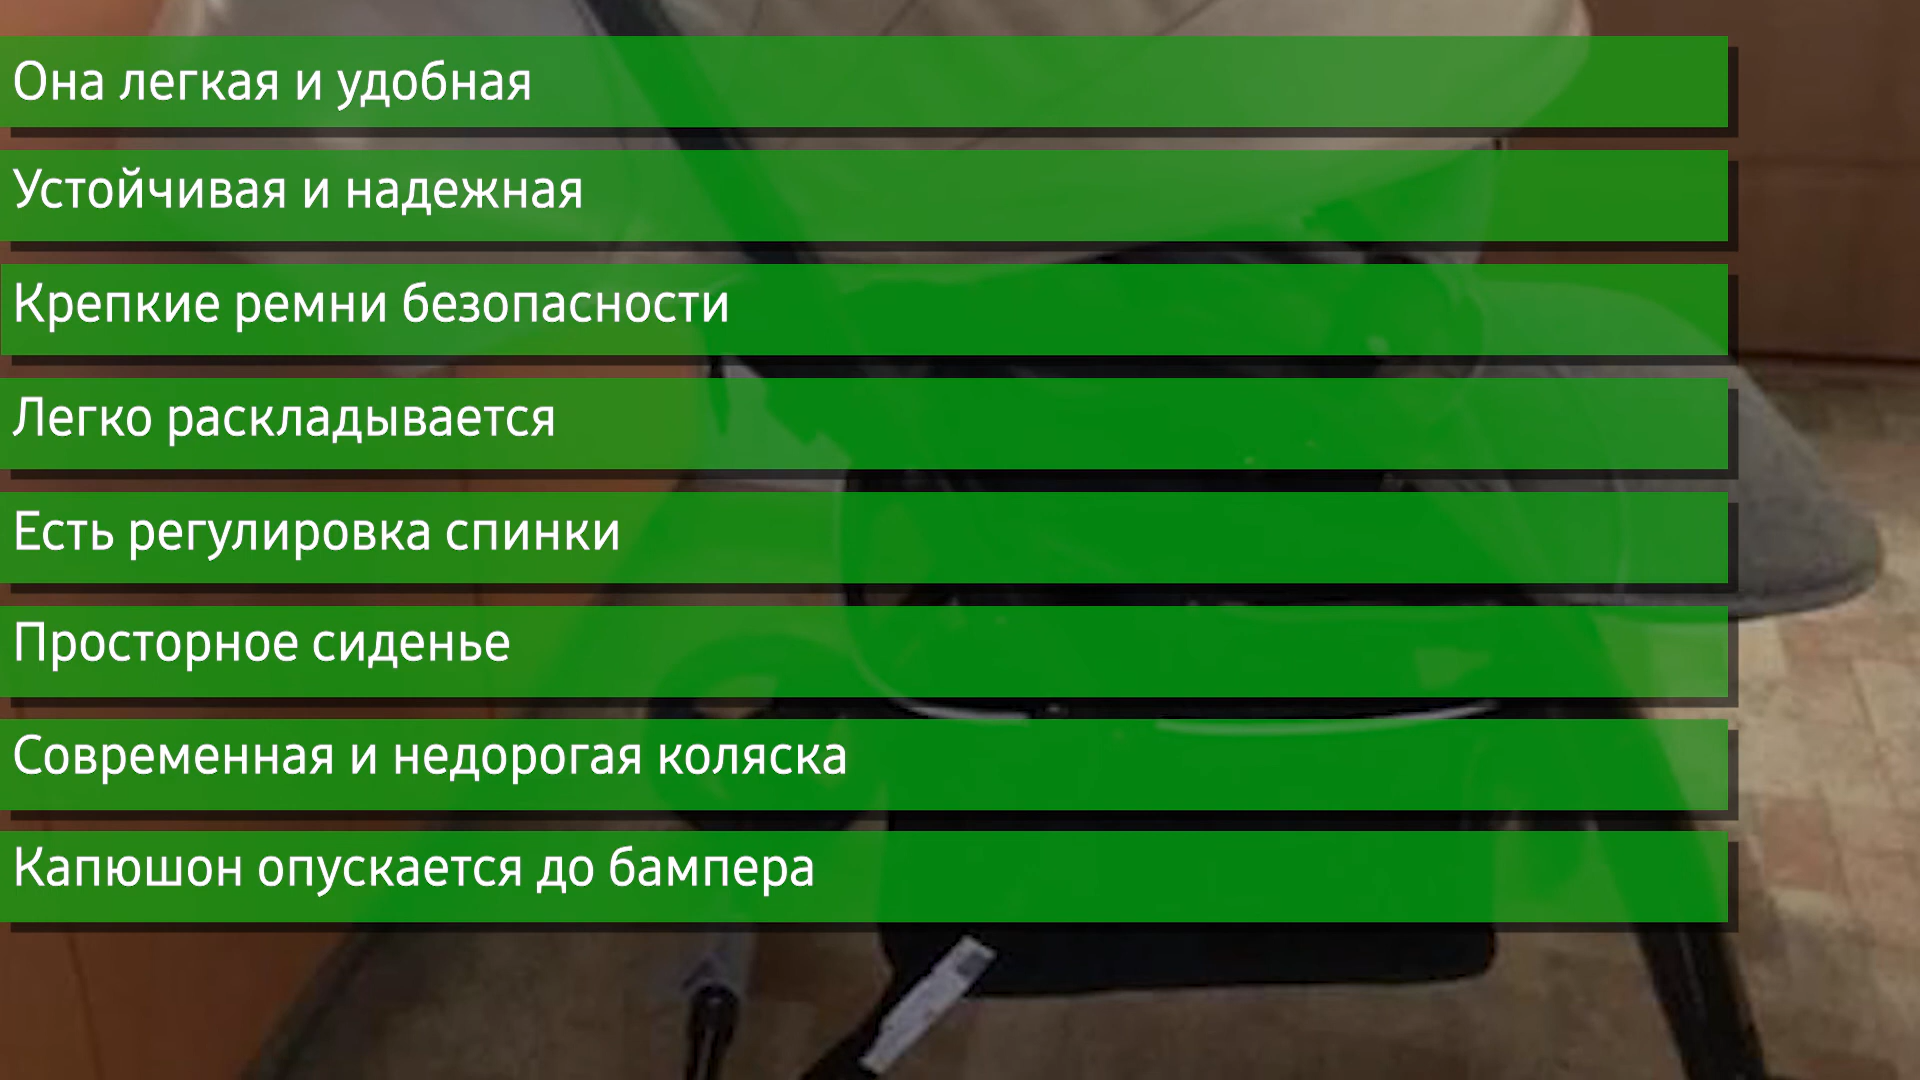 Она легкая и удобная
Устойчивая и надежная
Крепкие ремни безопасности
Легко раскладывается
Есть регулировка спинки
Просторное сиденье
Современная и недорогая коляска
Капюшон опускается до бампера